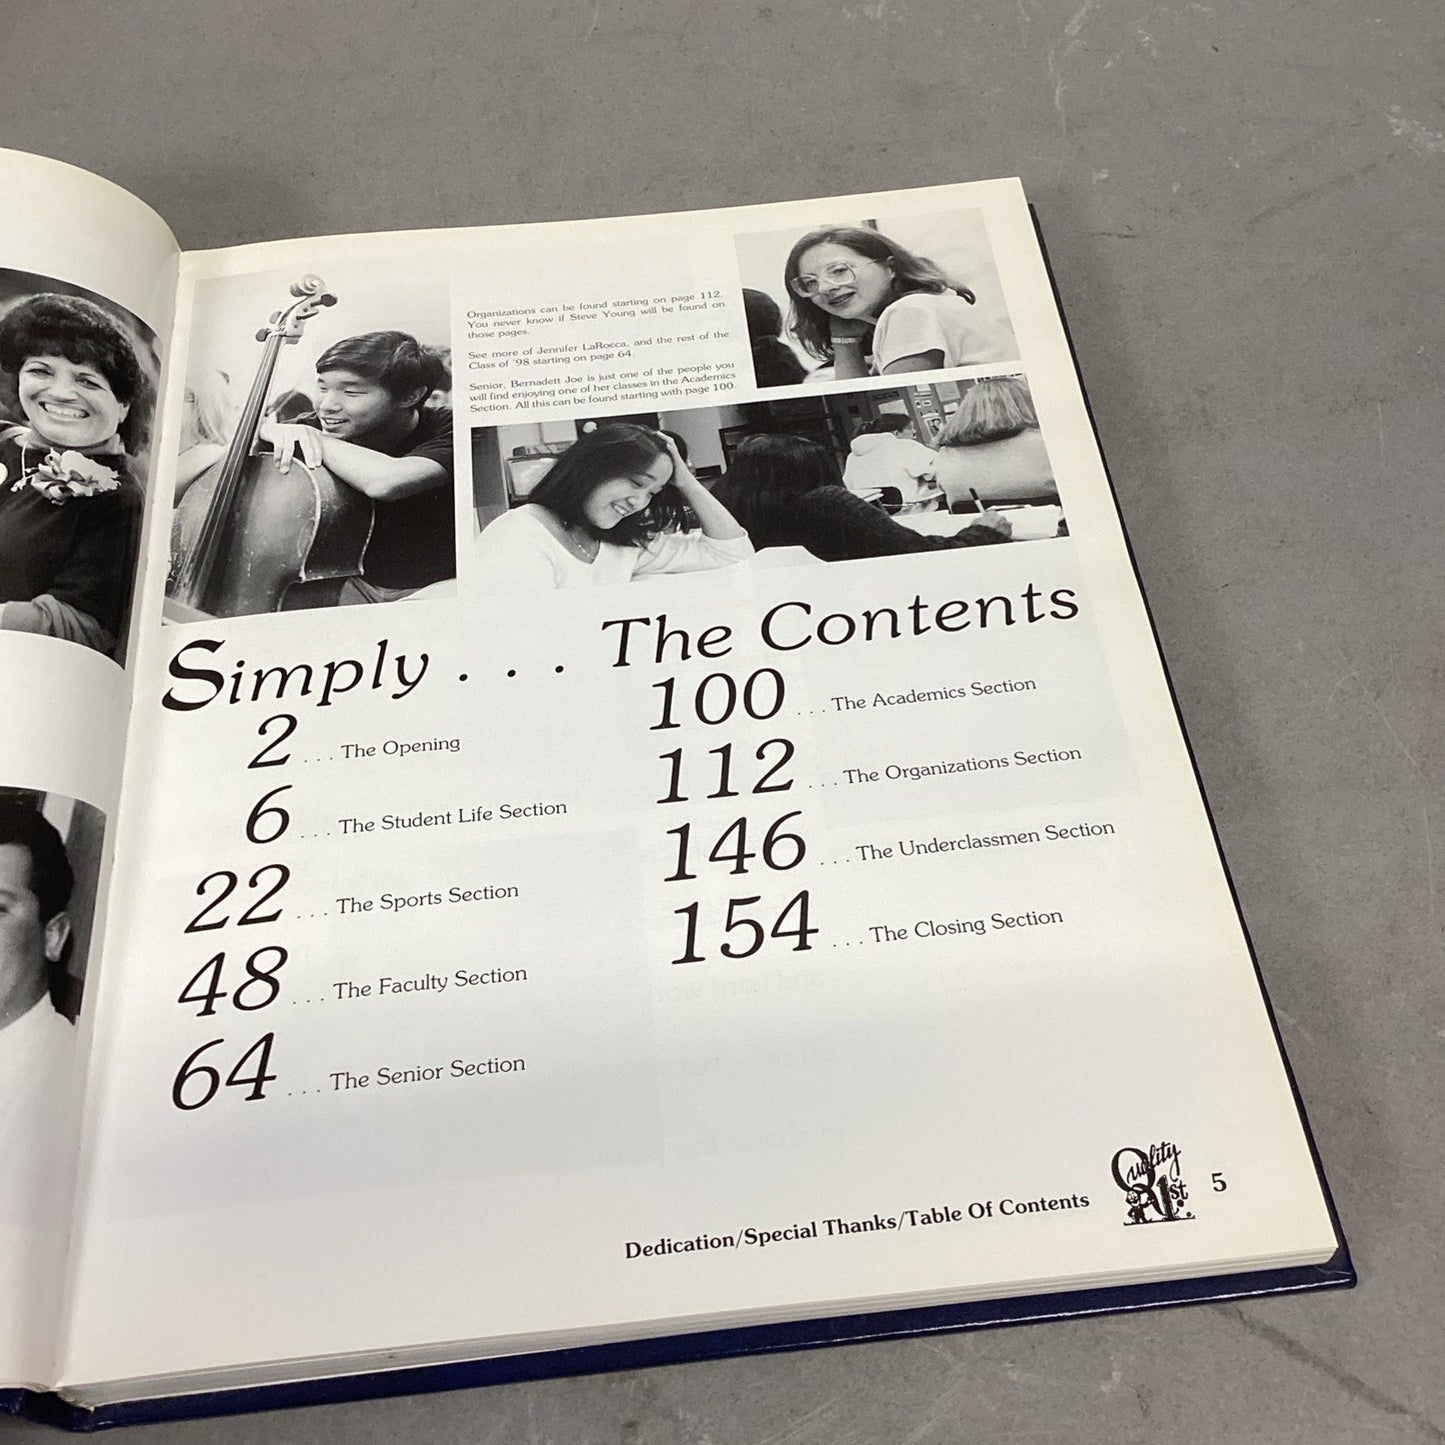 Organizations can be found starting on page 112.
You never know if Steve Young will be found on
those pages.
See more of Jennifer LaRocca, and the rest of the
Class of '98 starting on page 64.
Senior, Bernadett Joe is just one of the people you
will find enjoying one of her classes in the Academics
Section. All this can be found starting with page 100.
Simply . . . The Contents
2 . . . The Opening
6 . . . The Student Life Section
22 . . . The Sports Section
48 . . . The Faculty Section
64 . . . The Senior Section
100 . . . The Academics Section
112 . . . The Organizations Section
146 . . . The Underclassmen Section
154 . . . The Closing Section
Dedication/Special Thanks/Table Of Contents
Quality
1st
5